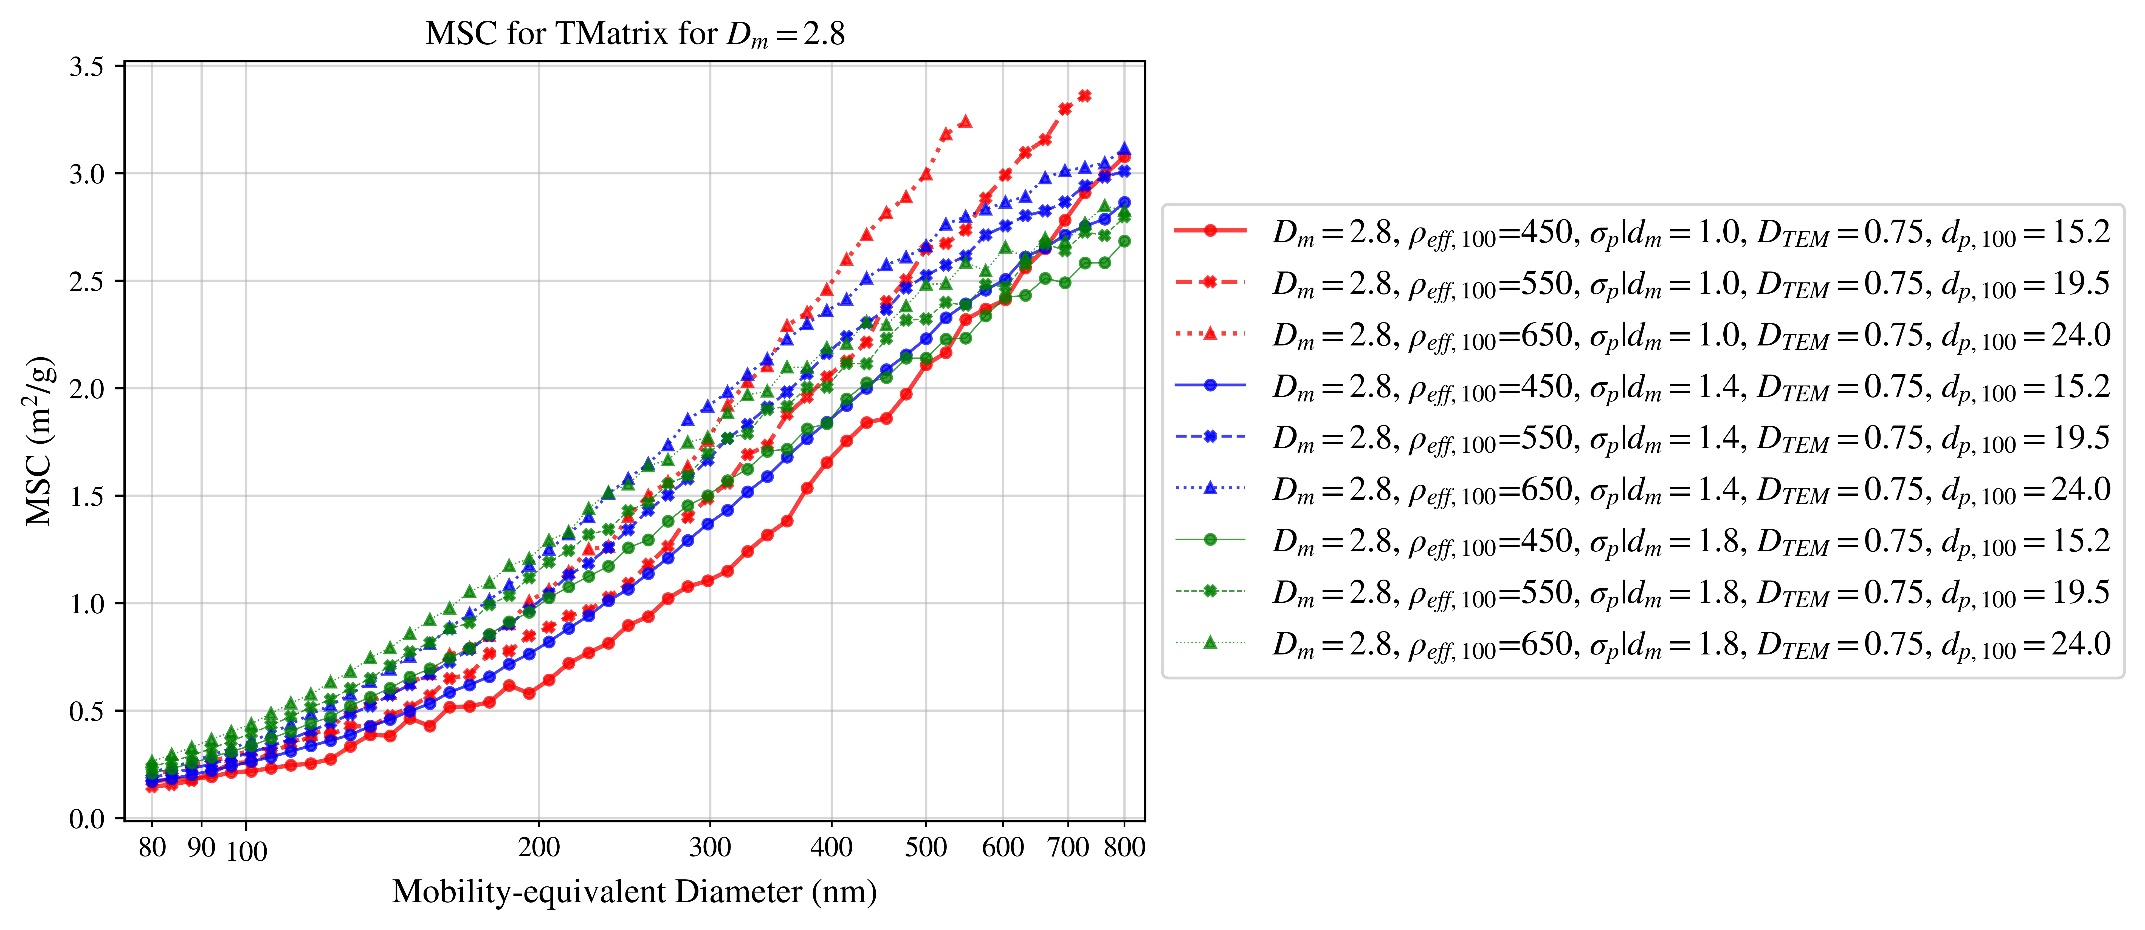 MSC for TMatrix for Dₘ = 2.8
3.5
3.0
2.5
2.0
1.5
1.0
0.5
0.0
MSC (m²/g)
80 90 100 200 300 400 500 600 700 800
Mobility-equivalent Diameter (nm)
D_m = 2.8, ρ_eff,100=450, σ_p|d_m = 1.0, D_TEM = 0.75, d_p,100 = 15.2
D_m = 2.8, ρ_eff,100=550, σ_p|d_m = 1.0, D_TEM = 0.75, d_p,100 = 19.5
D_m = 2.8, ρ_eff,100=650, σ_p|d_m = 1.0, D_TEM = 0.75, d_p,100 = 24.0
D_m = 2.8, ρ_eff,100=450, σ_p|d_m = 1.4, D_TEM = 0.75, d_p,100 = 15.2
D_m = 2.8, ρ_eff,100=550, σ_p|d_m = 1.4, D_TEM = 0.75, d_p,100 = 19.5
D_m = 2.8, ρ_eff,100=650, σ_p|d_m = 1.4, D_TEM = 0.75, d_p,100 = 24.0
D_m = 2.8, ρ_eff,100=450, σ_p|d_m = 1.8, D_TEM = 0.75, d_p,100 = 15.2
D_m = 2.8, ρ_eff,100=550, σ_p|d_m = 1.8, D_TEM = 0.75, d_p,100 = 19.5
D_m = 2.8, ρ_eff,100=650, σ_p|d_m = 1.8, D_TEM = 0.75, d_p,100 = 24.0